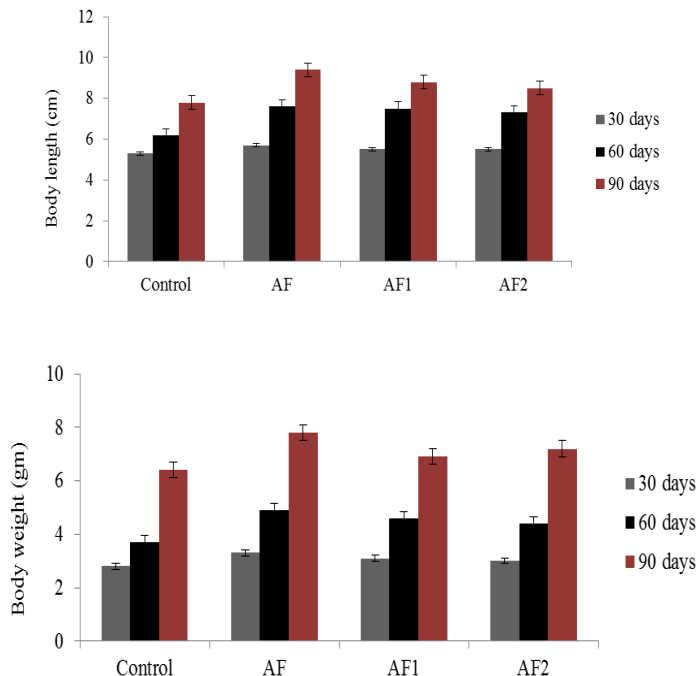 Body length (cm)
12
10
8
6
4
2
0
Control AF AF1 AF2
30 days
60 days
90 days
Body weight (gm)
10
8
6
4
2
0
Control AF AF1 AF2
30 days
60 days
90 days